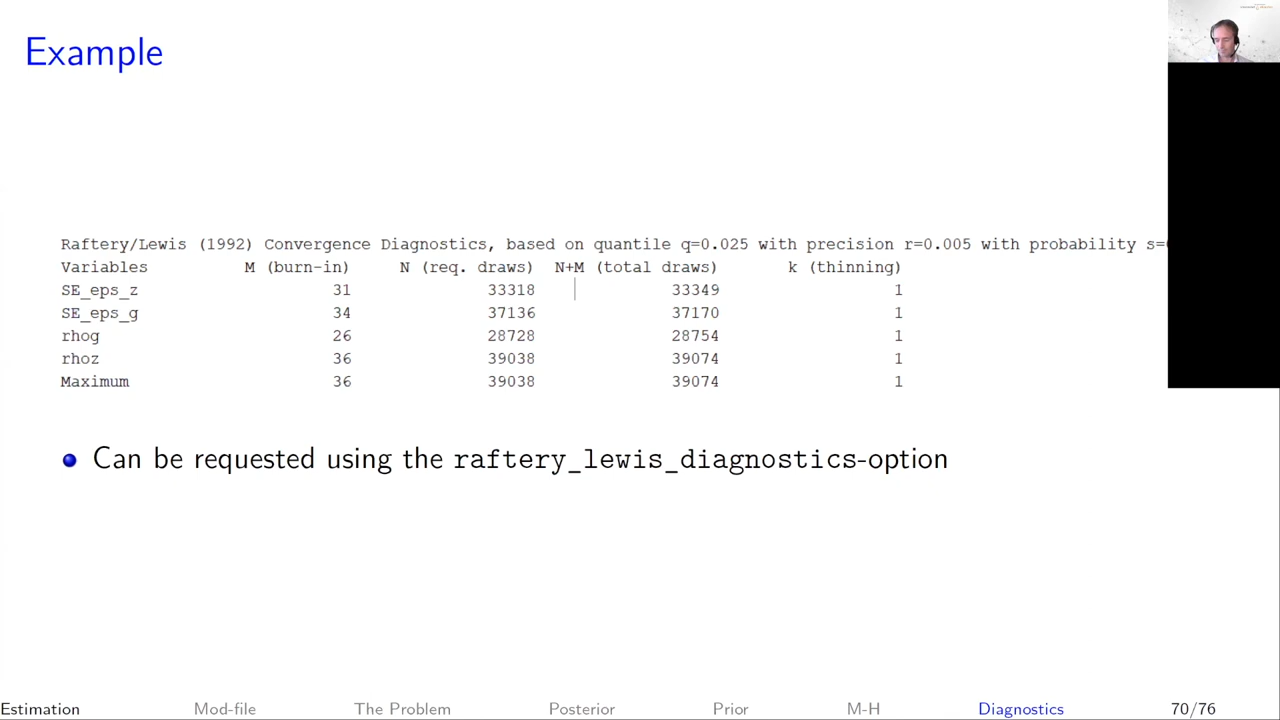 Example
Raftery/Lewis (1992) Convergence Diagnostics, based on quantile q=0.025 with precision r=0.005 with probability
Variables M (burn-in) N (req. draws) N+M (total draws) k (thinning)
SE_eps_z 31 33318 33349 1
SE_eps_g 34 37136 37170 1
rhog 26 28728 28754 1
rhoz 36 39038 39074 1
Maximum 36 39038 39074 1
Can be requested using the raftery_lewis_diagnostics-option
Estimation Mod-file The Problem Posterior Prior M-H Diagnostics 70/76